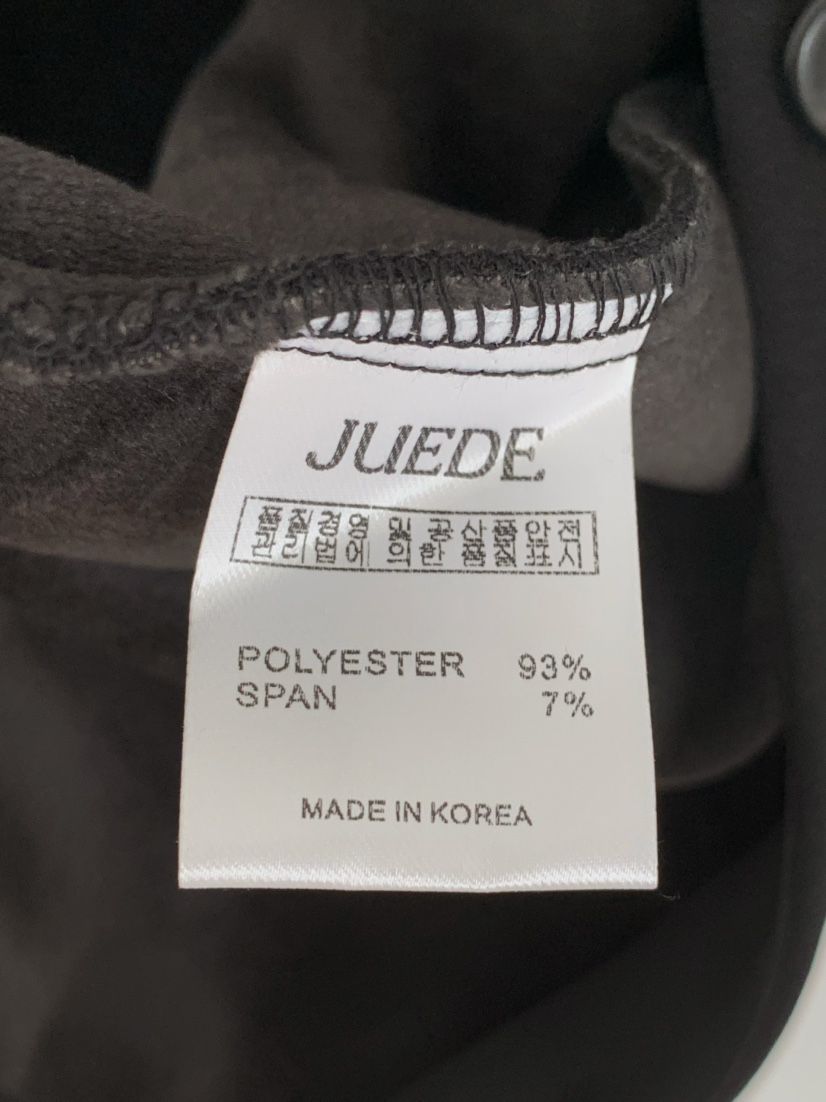 JUEDE
품질경영 및 공산품안전
관리법에 의한 품질표시
POLYESTER 93%
SPAN 7%
MADE IN KOREA